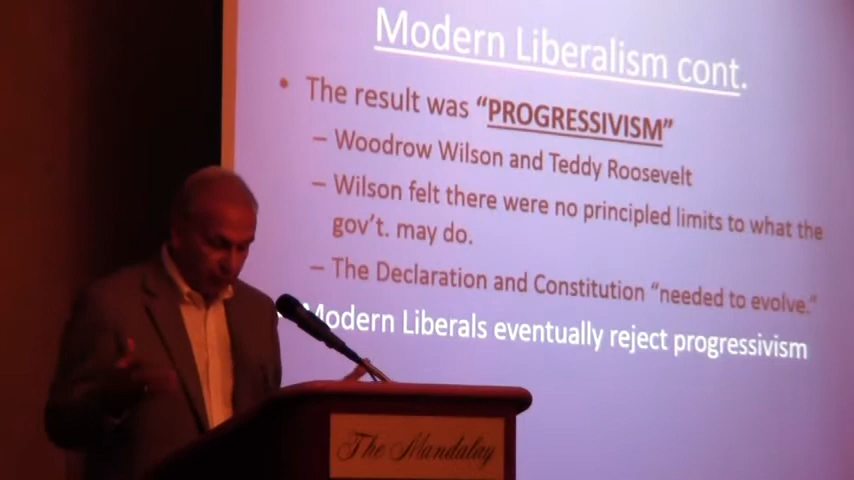 Modern Liberalism cont.
• The result was "PROGRESSIVISM"
– Woodrow Wilson and Teddy Roosevelt
– Wilson felt there were no principled limits to what the
gov't. may do.
– The Declaration and Constitution "needed to evolve."
Modern Liberals eventually reject progressivism
The Mandalay